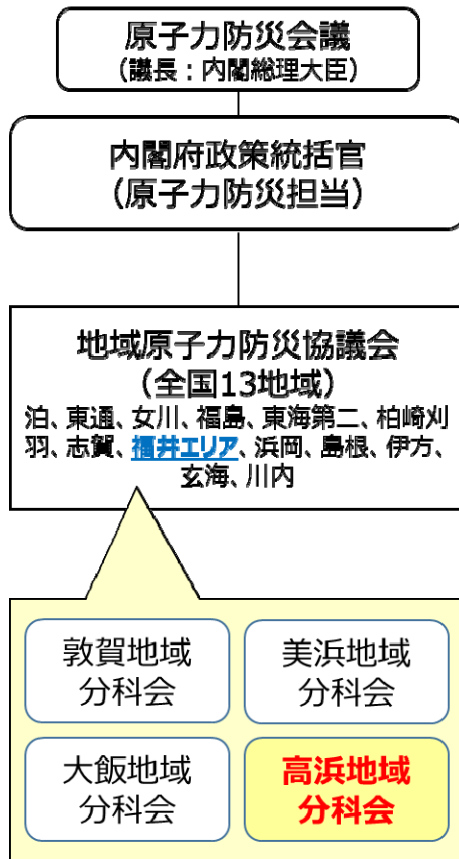 原子力防災会議
(議長：内閣総理大臣)
内閣府政策統括官
(原子力防災担当)
地域原子力防災協議会
(全国13地域)
泊、東通、女川、福島、東海第二、柏崎刈
羽、志賀、福井エリア、浜岡、島根、伊方、
玄海、川内
敦賀地域
分科会
美浜地域
分科会
大飯地域
分科会
高浜地域
分科会